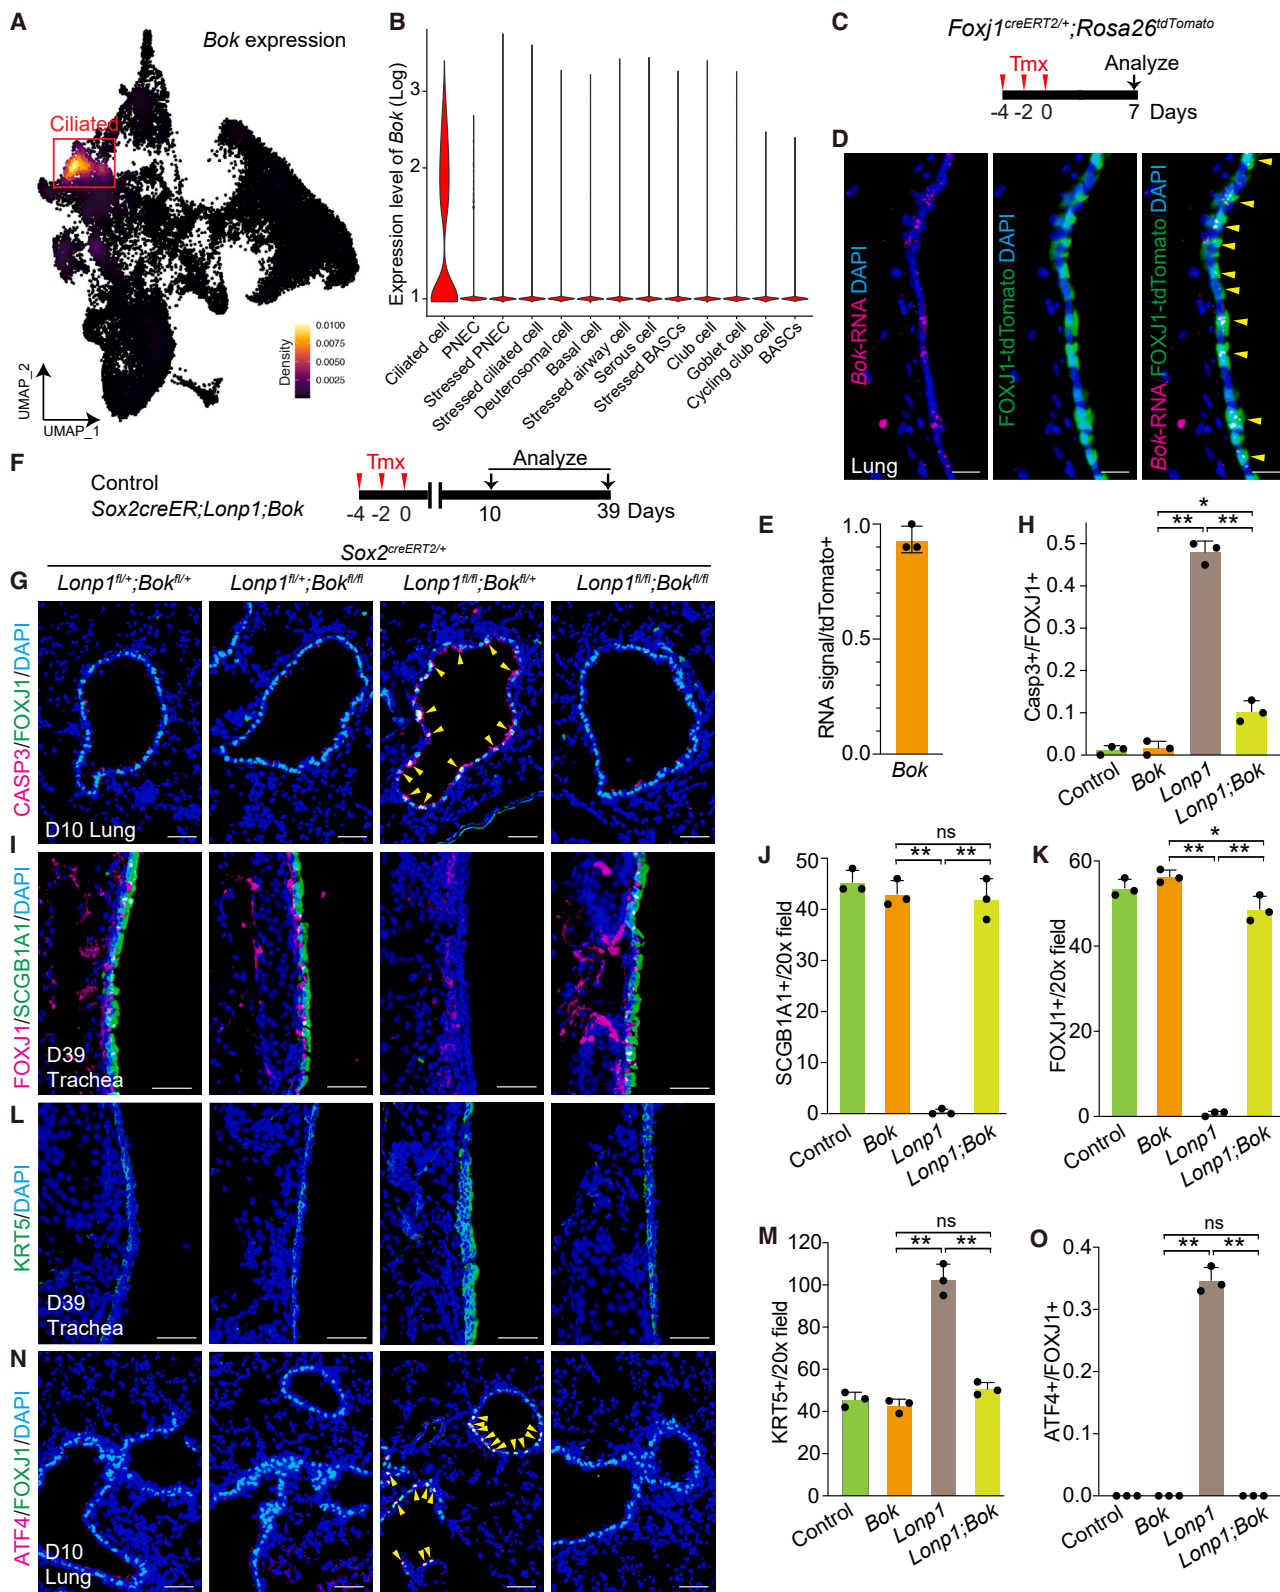 A
Bok expression
Ciliated
0.0100
0.0075
0.0050
0.0025
Density
UMAP_2
UMAP_1
B
Expression level of Bok (Log)
3
2
1
Ciliated cell
PNEC
Stressed PNEC
Stressed ciliated cell
Deuterosomal cell
Basal cell
Stressed airway cell
Serous cell
Stressed BASCs
Club cell
Goblet cell
Cycling club cell
BASCs
C
Foxj1creERT2/+;Rosa26tdTomato
Tmx
Analyze
-4 -2 0 7 Days
D
Bok-RNA DAPI
FOXJ1-tdTomato/DAPI
Bok-RNA/FOXJ1-tdTomato/DAPI
Lung
F
Control
Sox2creER;Lonp1;Bok
Tmx
Analyze
-4 -2 0 10 39 Days
E
RNA signal/tdTomato+
1.0
0.5
0.0
Bok
H
Casp3+/FOXJ1+
0.5
0.4
0.3
0.2
0.1
0.0
* ** **
Control
Bok
Lonp1
Lonp1;Bok
Sox2creERT2/+
G
Lonp1fl/+;Bokfl/+
Lonp1fl/+;Bokfl/fl
Lonp1fl/fl;Bokfl/+
Lonp1fl/fl;Bokfl/fl
CASP3/FOXJ1/DAPI
D10 Lung
I
FOXJ1/SCGB1A1/DAPI
D39
Trachea
J
SCGB1A1+/20x field
50
40
30
20
10
0
ns
** **
Control
Bok
Lonp1
Lonp1;Bok
K
FOXJ1+/20x field
60
40
20
0
*
** **
Control
Bok
Lonp1
Lonp1;Bok
L
KRT5/DAPI
D39
Trachea
M
KRT5+/20x field
120
100
80
60
40
20
0
ns
** **
Control
Bok
Lonp1
Lonp1;Bok
N
ATF4/FOXJ1/DAPI
D10
Lung
O
ATF4+/FOXJ1+
0.4
0.3
0.1
0.0
ns
** **
Control
Bok
Lonp1
Lonp1;Bok